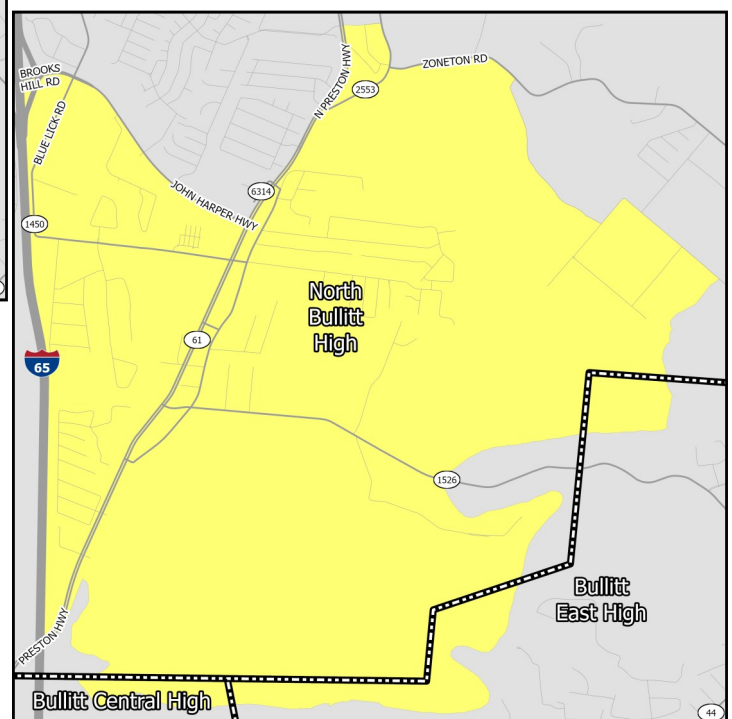 BROOKS
HILL RD
BLUE LICK RD
N PRESTON HWY
ZONETON RD
2553
JOHN HARPER HWY
6314
1450
North
Bullitt
High
61
65
1526
Bullitt
East High
PRESTON HWY
Bullitt Central High
44